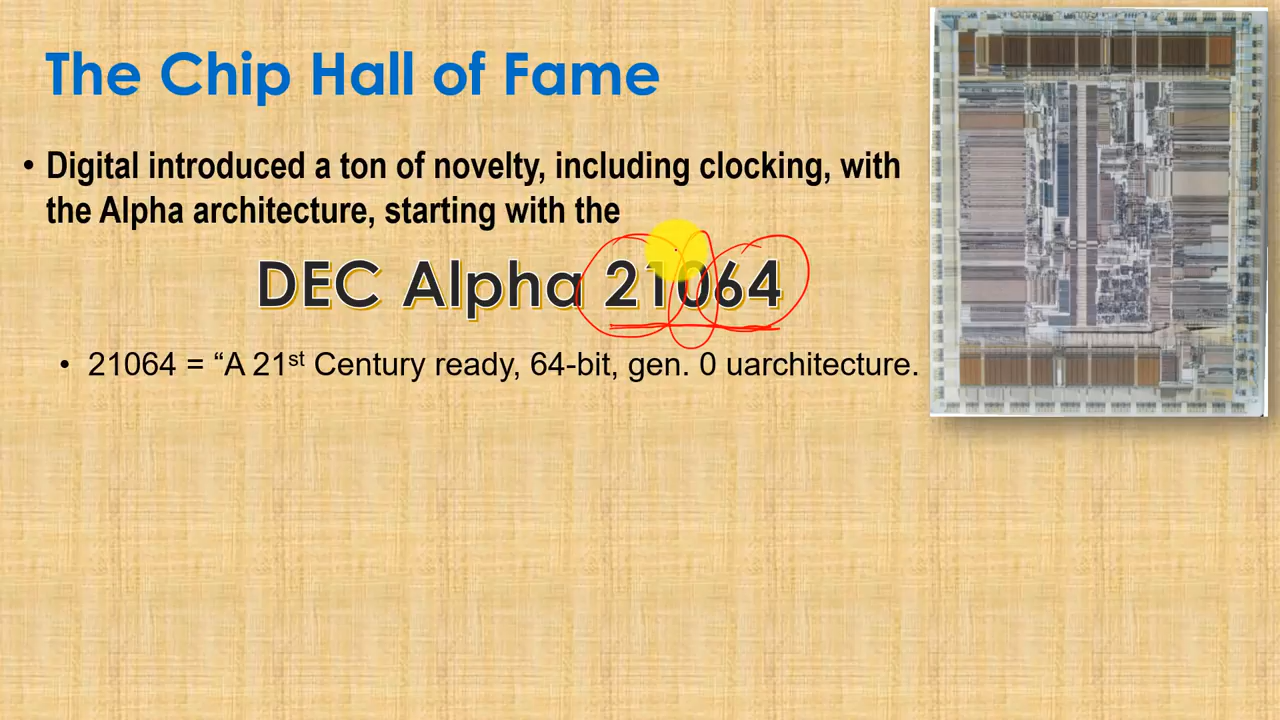 The Chip Hall of Fame
• Digital introduced a ton of novelty, including clocking, with
the Alpha architecture, starting with the
DEC Alpha 21064
• 21064 = “A 21st Century ready, 64-bit, gen. 0 uarchitecture.